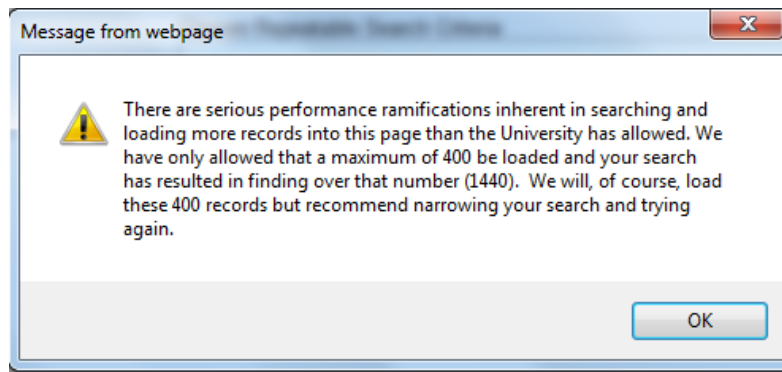 Message from webpage
There are serious performance ramifications inherent in searching and
loading more records into this page than the University has allowed. We
have only allowed that a maximum of 400 be loaded and your search
has resulted in finding over that number (1440).  We will, of course, load
these 400 records but recommend narrowing your search and trying
again.
OK